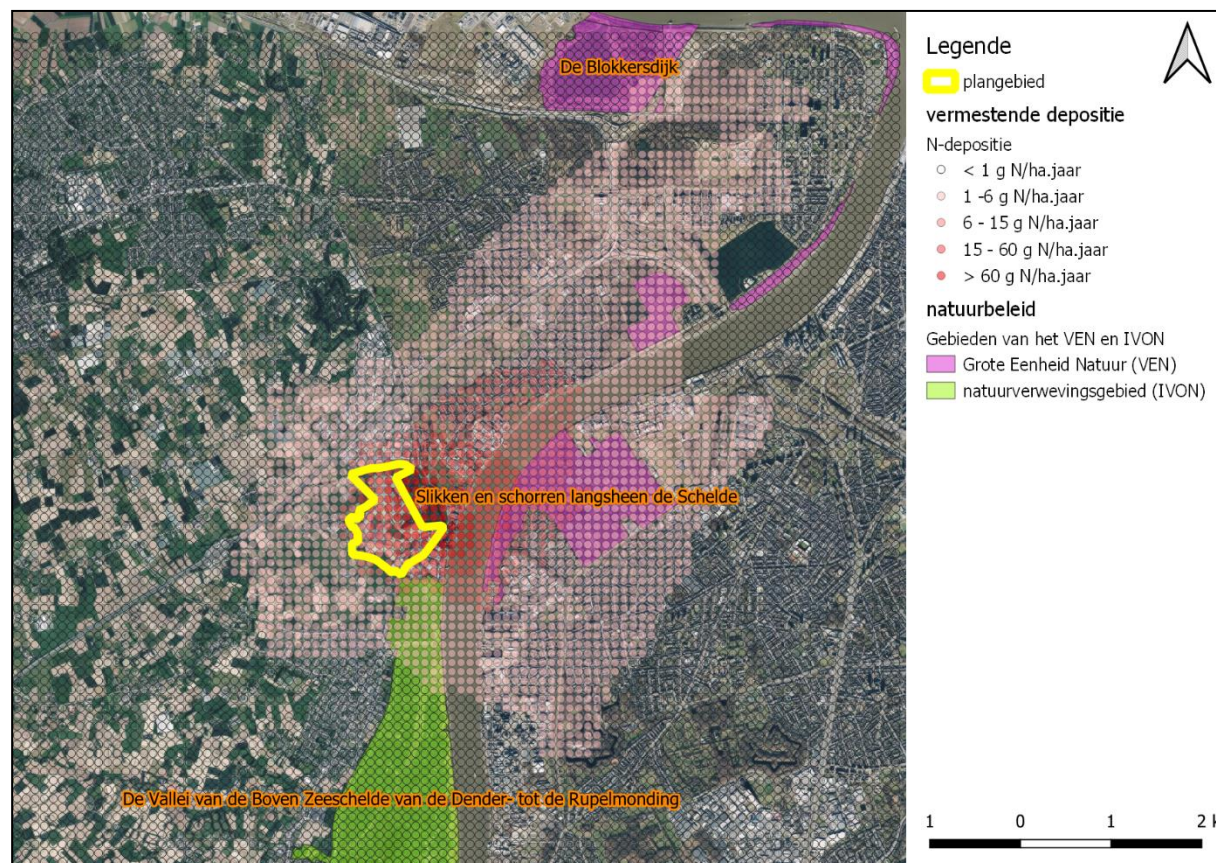 De Blokkersdijk
Slikken en schorren langsheen de Schelde
De Vallei van de Boven Zeeschelde van de Dender- tot de Rupelmonding
Legende
plangebied
vermestende depositie
N-depositie
< 1 g N/ha.jaar
1 -6 g N/ha.jaar
6 - 15 g N/ha.jaar
15 - 60 g N/ha.jaar
> 60 g N/ha.jaar
natuurbeleid
Gebieden van het VEN en IVON
Grote Eenheid Natuur (VEN)
natuurverwevingsgebied (IVON)
1 0 1 2 k